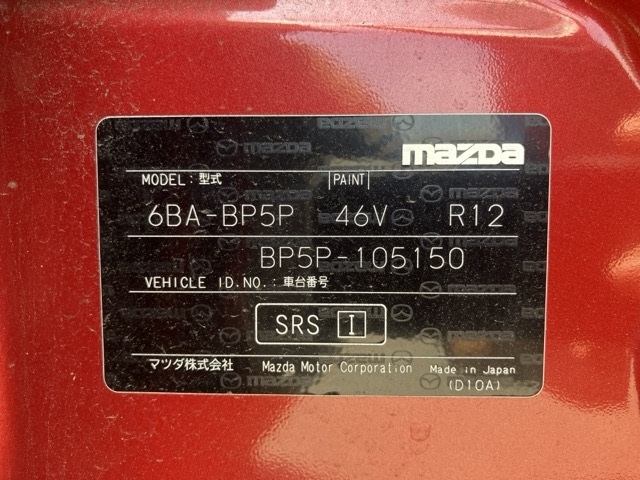 mazda
MODEL: 型式 PAINT
6BA-BP5P 46V R12
BP5P-105150
VEHICLE ID.NO.: 車台番号
SRS I
マツダ株式会社 Mazda Motor Corporation Made in Japan
(D10A)